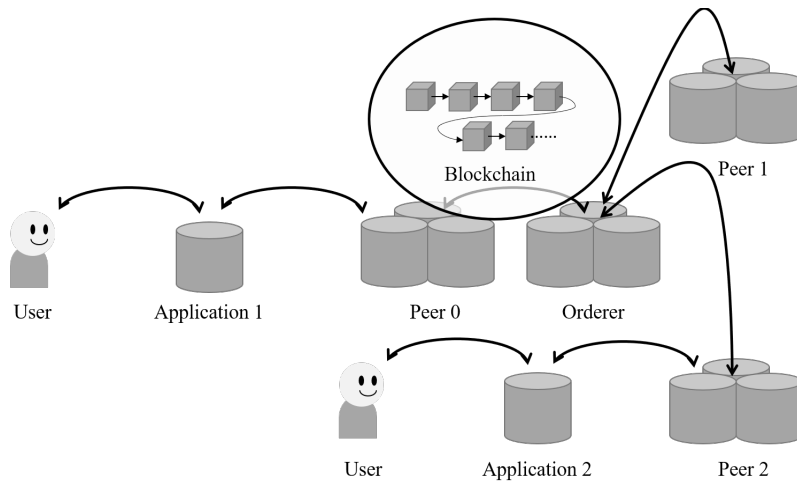 Blockchain
Peer 1
User
Application 1
Peer 0
Orderer
User
Application 2
Peer 2